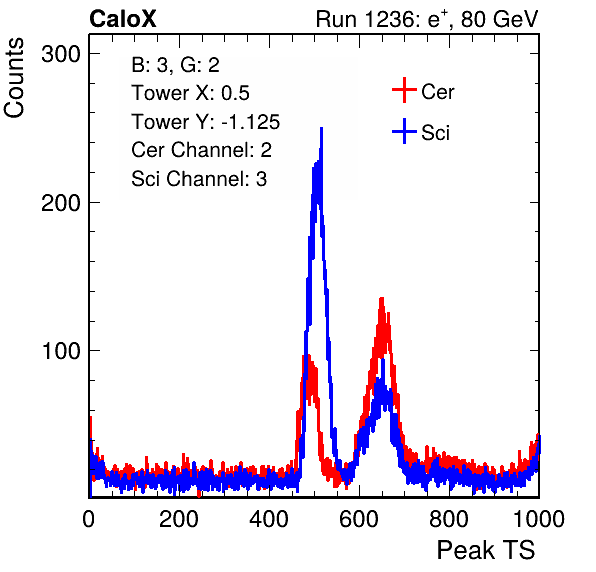 CaloX Run 1236: e⁺, 80 GeV
Counts
300
200
100
B: 3, G: 2
Tower X: 0.5
Tower Y: -1.125
Cer Channel: 2
Sci Channel: 3
Cer
Sci
0 200 400 600 800 1000
Peak TS